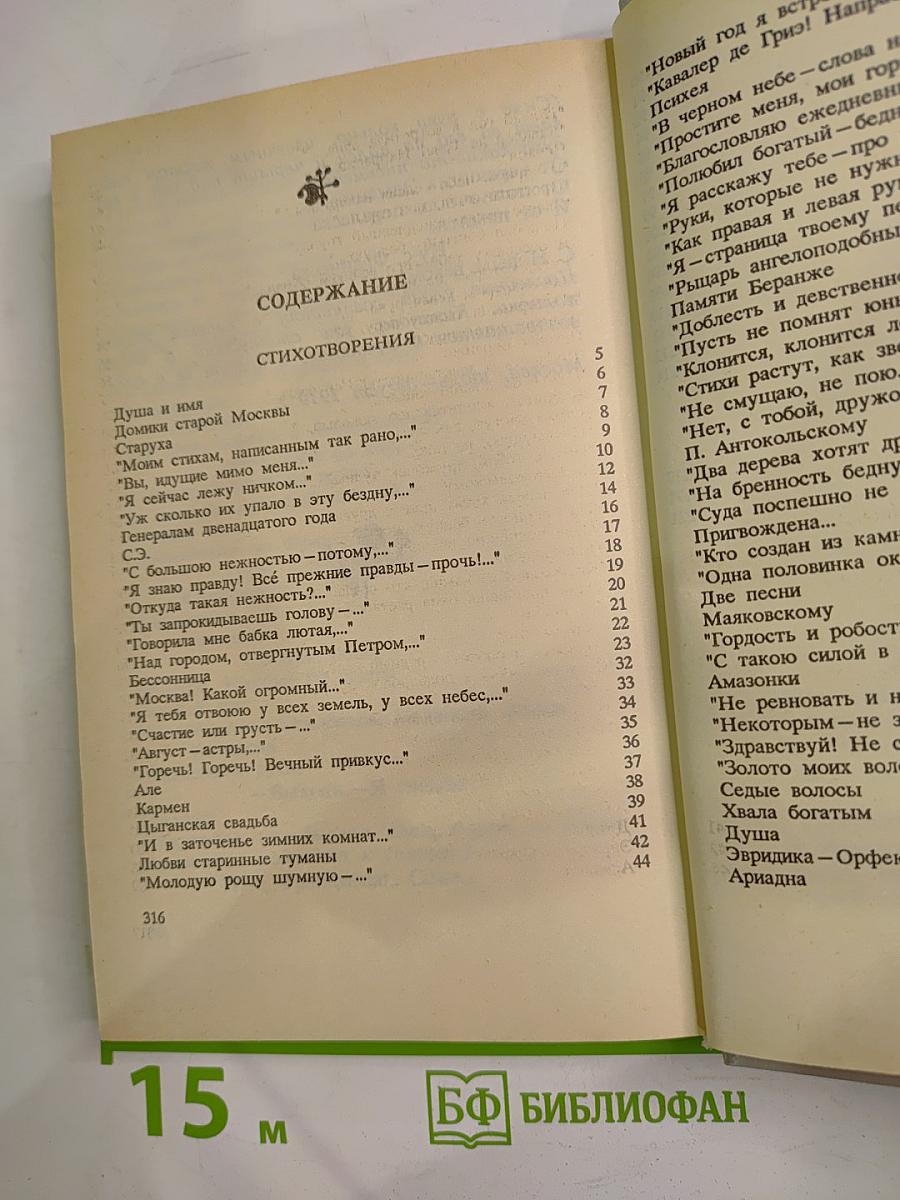 СОДЕРЖАНИЕ
СТИХОТВОРЕНИЯ
Душа и имя 5
Домики старой Москвы 6
Старуха 7
"Моим стихам, написанным так рано,..." 8
"Вы, идущие мимо меня..." 9
"Я сейчас лежу ничком..." 10
"Уж сколько их упало в эту бездну,..." 12
Генералам двенадцатого года 14
С.Э. 16
"С большою нежностью — потому,..." 17
"Я знаю правду! Всé прежние правды — прочь!..." 18
"Откуда такая нежность?..." 19
"Ты запрокидываешь голову — ..." 20
"Говорила мне бабка лютая,..." 21
"Над городом, отвергнутым Петром,..." 22
Бессонница 23
"Москва! Какой огромный..." 32
"Я тебя отвоюю у всех земель, у всех небес,..." 33
"Счастие или грусть — ..." 34
"Август — астры,..." 35
"Горечь! Горечь! Вечный привкус..." 36
Але 37
Кармен 38
Цыганская свадьба 39
"И в заточенье зимних комнат..." 41
Любви старинные туманы 42
"Молодую рощу шумную — ..." 44
316
"Новый год я встр
"Кавалер де Гриэ! Напра
Психея
"В черном небе — слова н
"Простите меня, мои гор
"Благословляю ежедневн
"Полюбил богатый — бедн
"Я расскажу тебе — про
"Руки, которые не нужн
"Как правая и левая ру
"Я — страница твоему пе
"Рыцарь ангелоподобны
Памяти Беранже
"Доблесть и девственно
"Пусть не помнят юны
"Клонится, клонится л
"Стихи растут, как зве
"Не смущаю, не пою.
"Нет, с тобой, дружо
П. Антокольскому
"Два дерева хотят др
"На бренность бедну
"Суда поспешно не
Пригвождена...
"Кто создан из камн
"Одна половинка ок
Две песни
Маяковскому
"Гордость и робост
"С такою силой в
Амазонки
"Не ревновать и н
"Некоторым — не з
"Здравствуй! Не с
"Золото моих воло
Седые волосы
Хвала богатым
Душа
Эвридика — Орфею
Ариадна
15 м
БФ БИБЛИОФАН